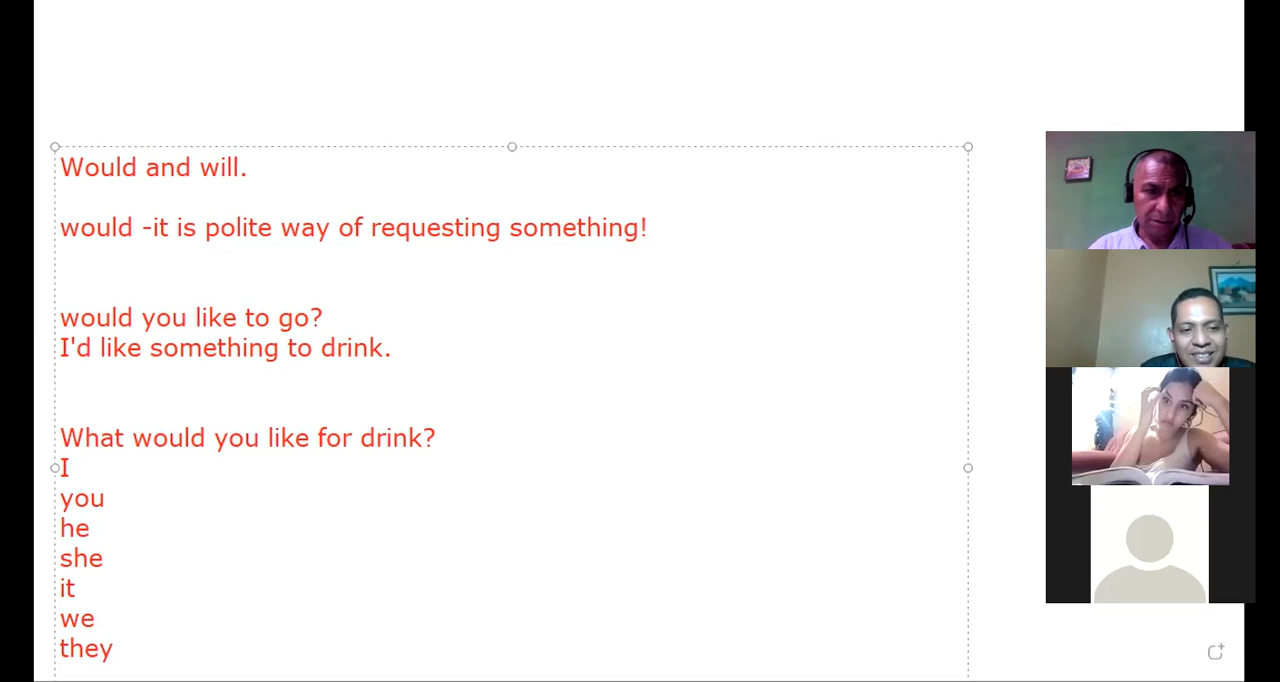 Would and will.
would -it is polite way of requesting something!
would you like to go?
I'd like something to drink.
What would you like for drink?
I
you
he
she
it
we
they